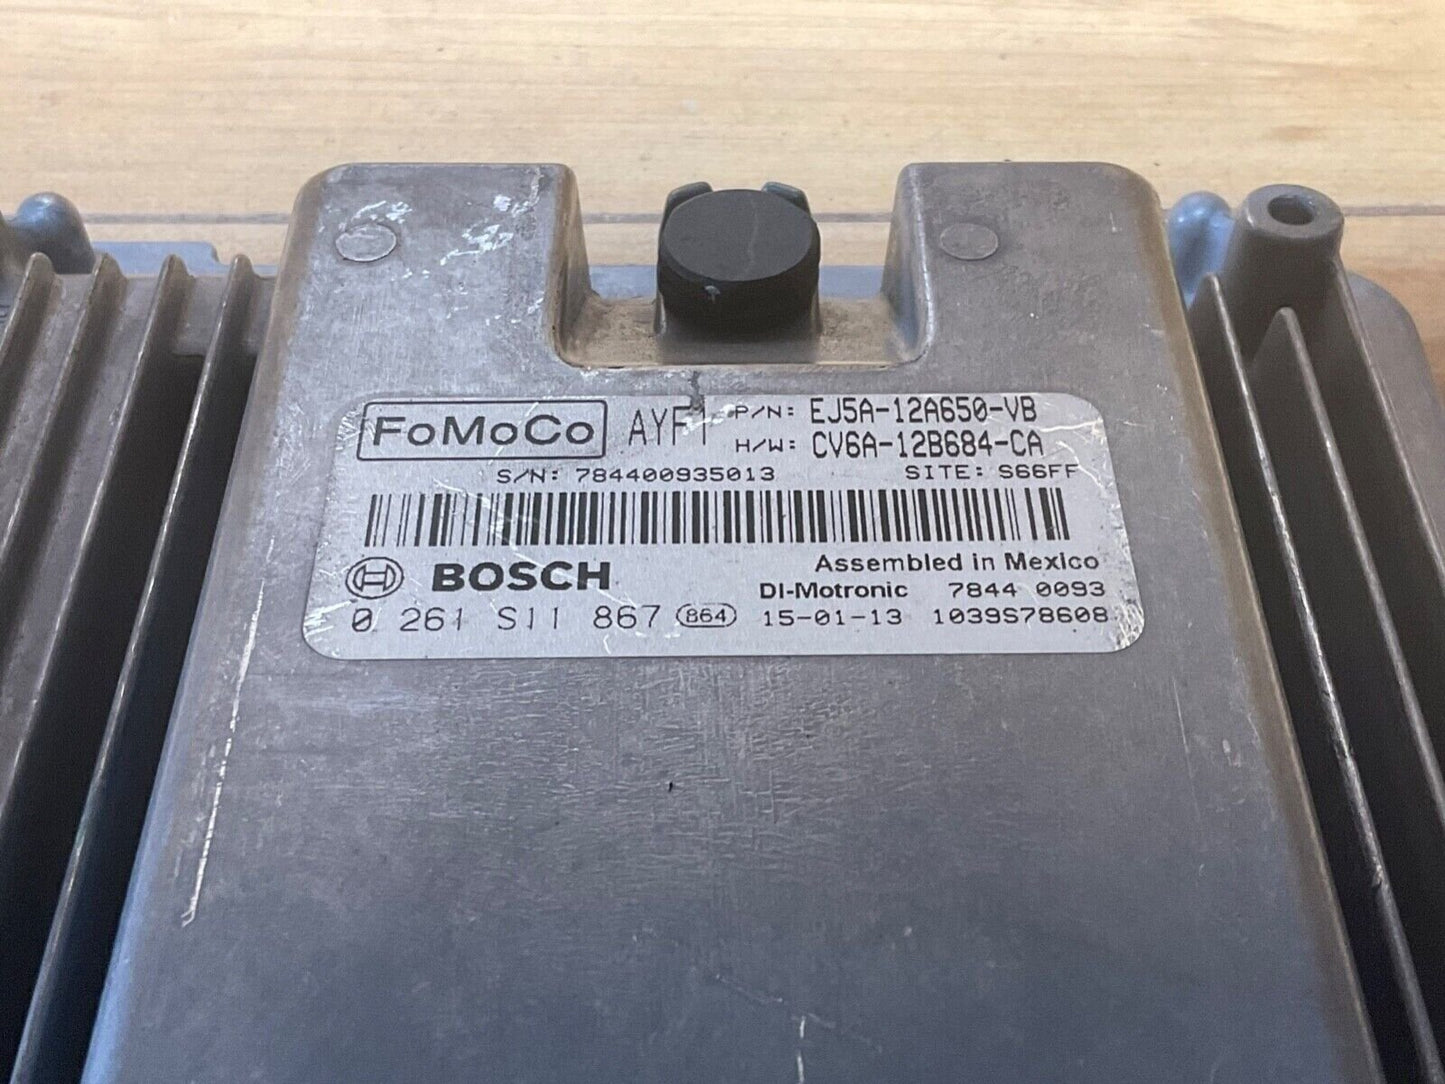 FoMoCo AYF1 P/N: EJ5A-12A650-VB
H/W: CV6A-12B684-CA
S/N: 784400935013 SITE: S66FF
BOSCH Assembled in Mexico
DI-Motronic 7844 0093
0 261 S11 867 864 15-01-13 1039S78608